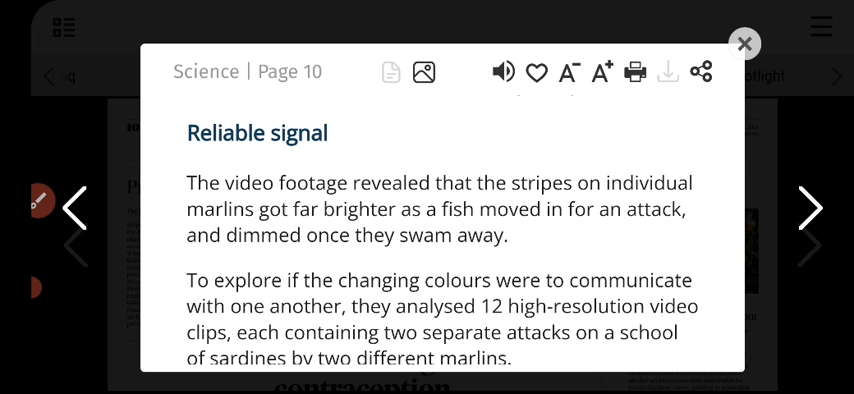 Science | Page 10
A- A+
Reliable signal
The video footage revealed that the stripes on individual
marlins got far brighter as a fish moved in for an attack,
and dimmed once they swam away.
To explore if the changing colours were to communicate
with one another, they analysed 12 high-resolution video
clips, each containing two separate attacks on a school
of sardines by two different marlins.
contraception